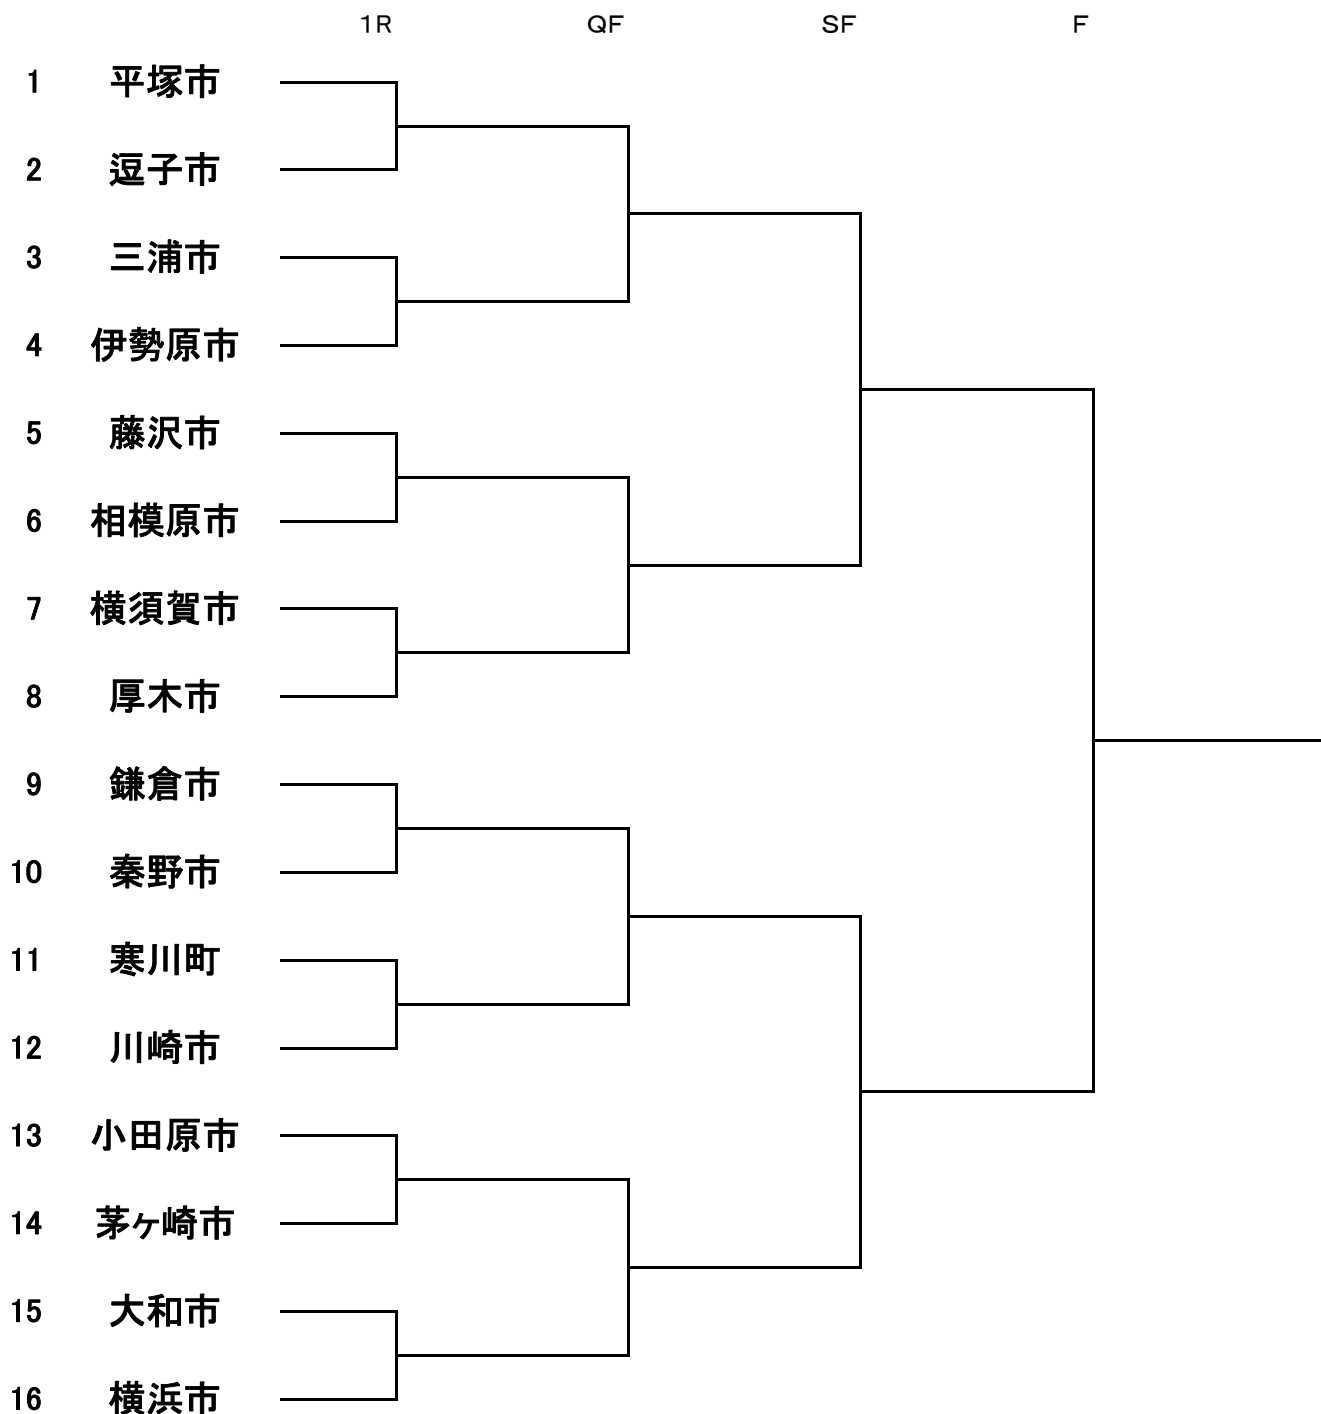 1R QF SF F
1 平塚市
2 逗子市
3 三浦市
4 伊勢原市
5 藤沢市
6 相模原市
7 横須賀市
8 厚木市
9 鎌倉市
10 秦野市
11 寒川町
12 川崎市
13 小田原市
14 茅ヶ崎市
15 大和市
16 横浜市